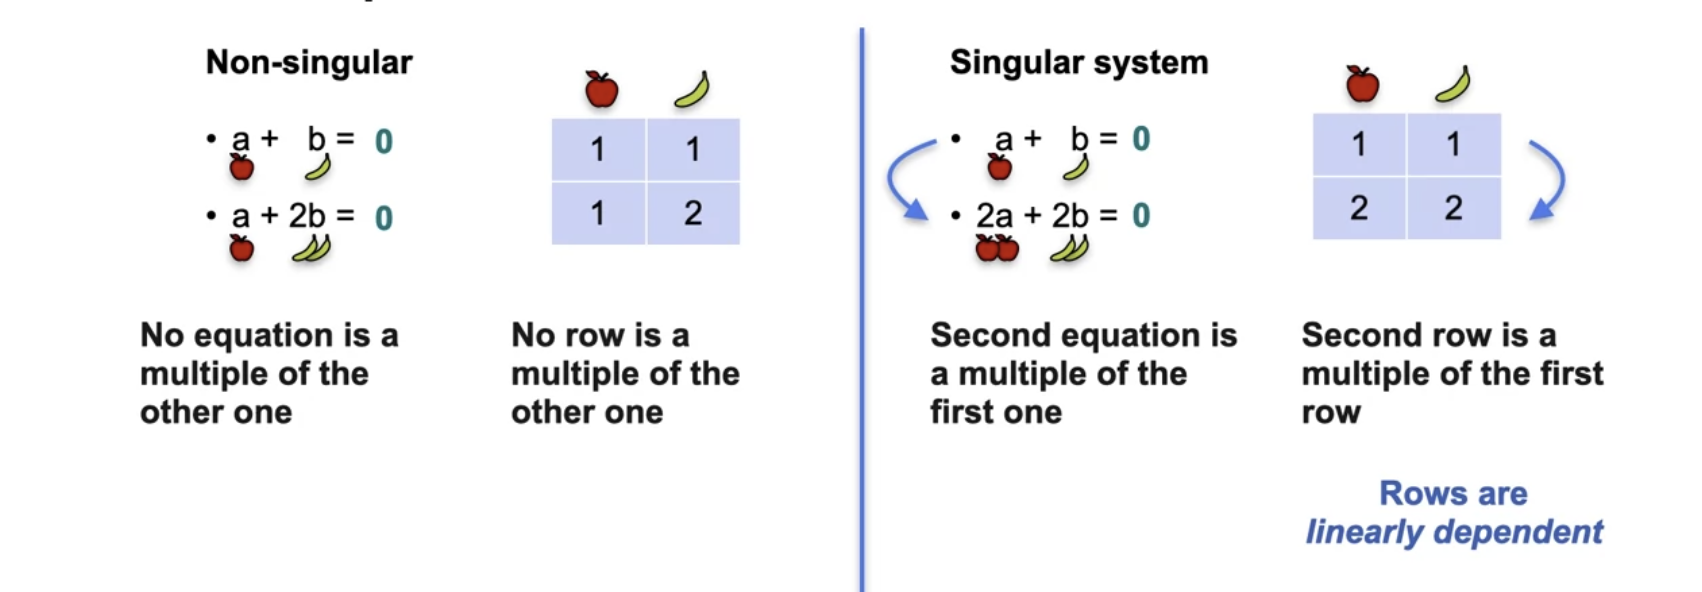 Non-singular
• a + b = 0
• a + 2b = 0
1 1
1 2
No equation is a
multiple of the
other one
No row is a
multiple of the
other one
Singular system
• a + b = 0
• 2a + 2b = 0
1 1
2 2
Second equation is
a multiple of the
first one
Second row is a
multiple of the first
row
Rows are
linearly dependent